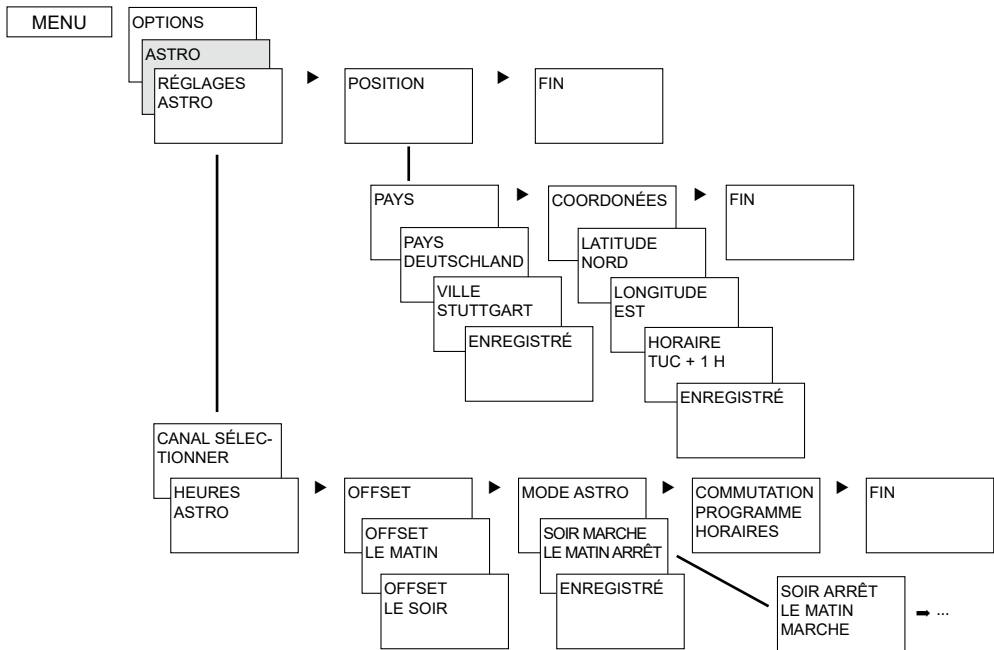 MENU
OPTIONS
ASTRO
RÉGLAGES
ASTRO
POSITION
FIN
PAYS
PAYS
DEUTSCHLAND
VILLE
STUTTGART
ENREGISTRÉ
COORDONÉES
LATITUDE
NORD
LONGITUDE
EST
HORAIRE
TUC + 1 H
ENREGISTRÉ
FIN
CANAL SÉLEC-
TIONNER
HEURES
ASTRO
OFFSET
OFFSET
LE MATIN
OFFSET
LE SOIR
MODE ASTRO
SOIR MARCHE
LE MATIN ARRÊT
ENREGISTRÉ
COMMUTATION
PROGRAMME
HORAIRES
FIN
SOIR ARRÊT
LE MATIN
MARCHE
➡ ...